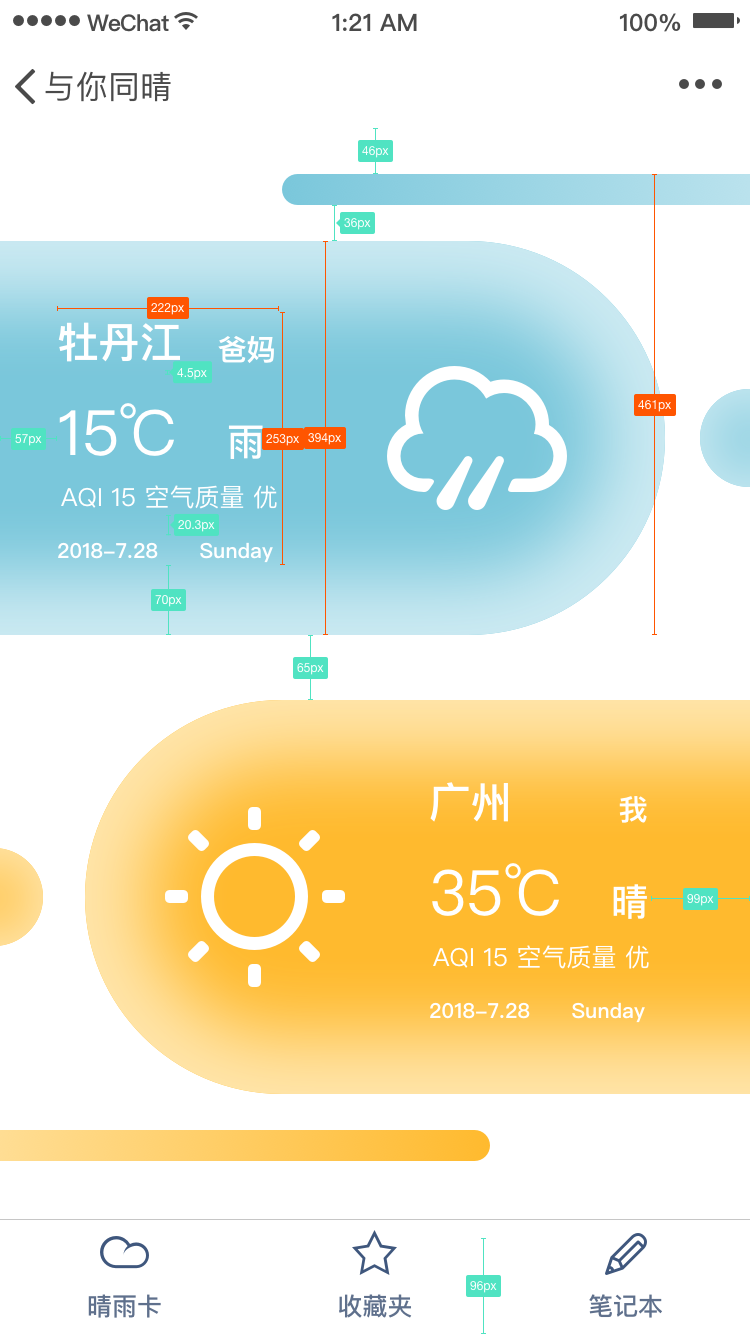 WeChat 1:21 AM 100%
与你同晴
46px
36px
222px
牡丹江 爸妈
4.5px
461px
15℃ 雨
57px 253px 394px
AQI 15 空气质量 优
20.3px
2018-7.28 Sunday
70px
65px
广州 我
35℃ 晴
99px
AQI 15 空气质量 优
2018-7.28 Sunday
96px
晴雨卡 收藏夹 笔记本